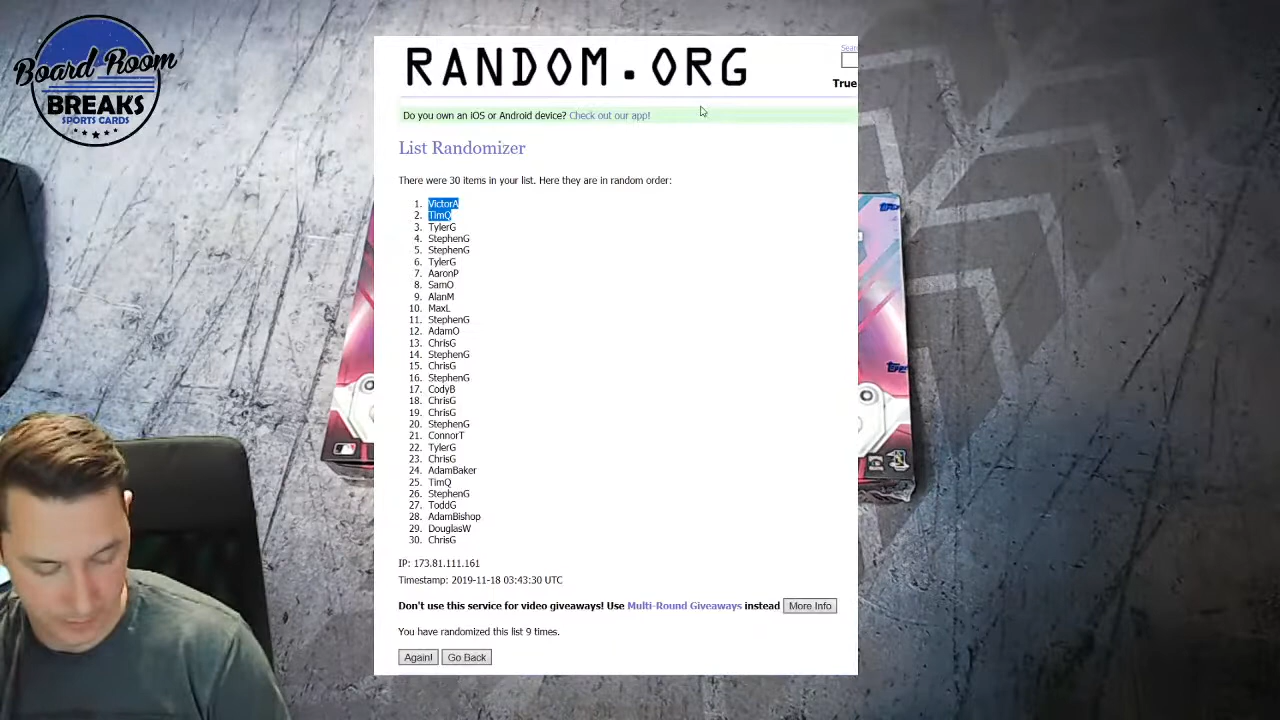 Board Room
BREAKS
SPORTS CARDS
RANDOM.ORG
True
Do you own an iOS or Android device? Check out our app!
List Randomizer
There were 30 items in your list. Here they are in random order:
1. VictorA
2. TimQ
3. TylerG
4. StephenG
5. StephenG
6. TylerG
7. AaronP
8. SamO
9. AlanM
10. MaxL
11. StephenG
12. AdamO
13. ChrisG
14. StephenG
15. ChrisG
16. StephenG
17. CodyB
18. ChrisG
19. ChrisG
20. StephenG
21. ConnorT
22. TylerG
23. ChrisG
24. AdamBaker
25. TimQ
26. StephenG
27. ToddG
28. AdamBishop
29. DouglasW
30. ChrisG
IP: 173.81.111.161
Timestamp: 2019-11-18 03:43:30 UTC
Don't use this service for video giveaways! Use Multi-Round Giveaways instead More Info
You have randomized this list 9 times.
Again! Go Back